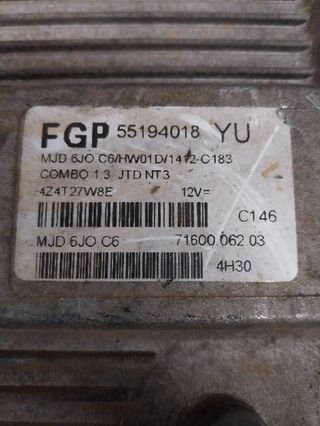 FGP 55194018 YU
MJD 6JO.C6/HW01D/1412-C183
COMBO 1.3 JTD NT3
4Z4T27W8E 12V=
C146
MJD 6JO.C6 71600.062.03
4H30